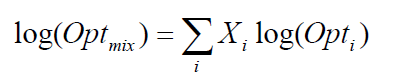 log(Opt_mix) = ∑_i X_i log(Opt_i)